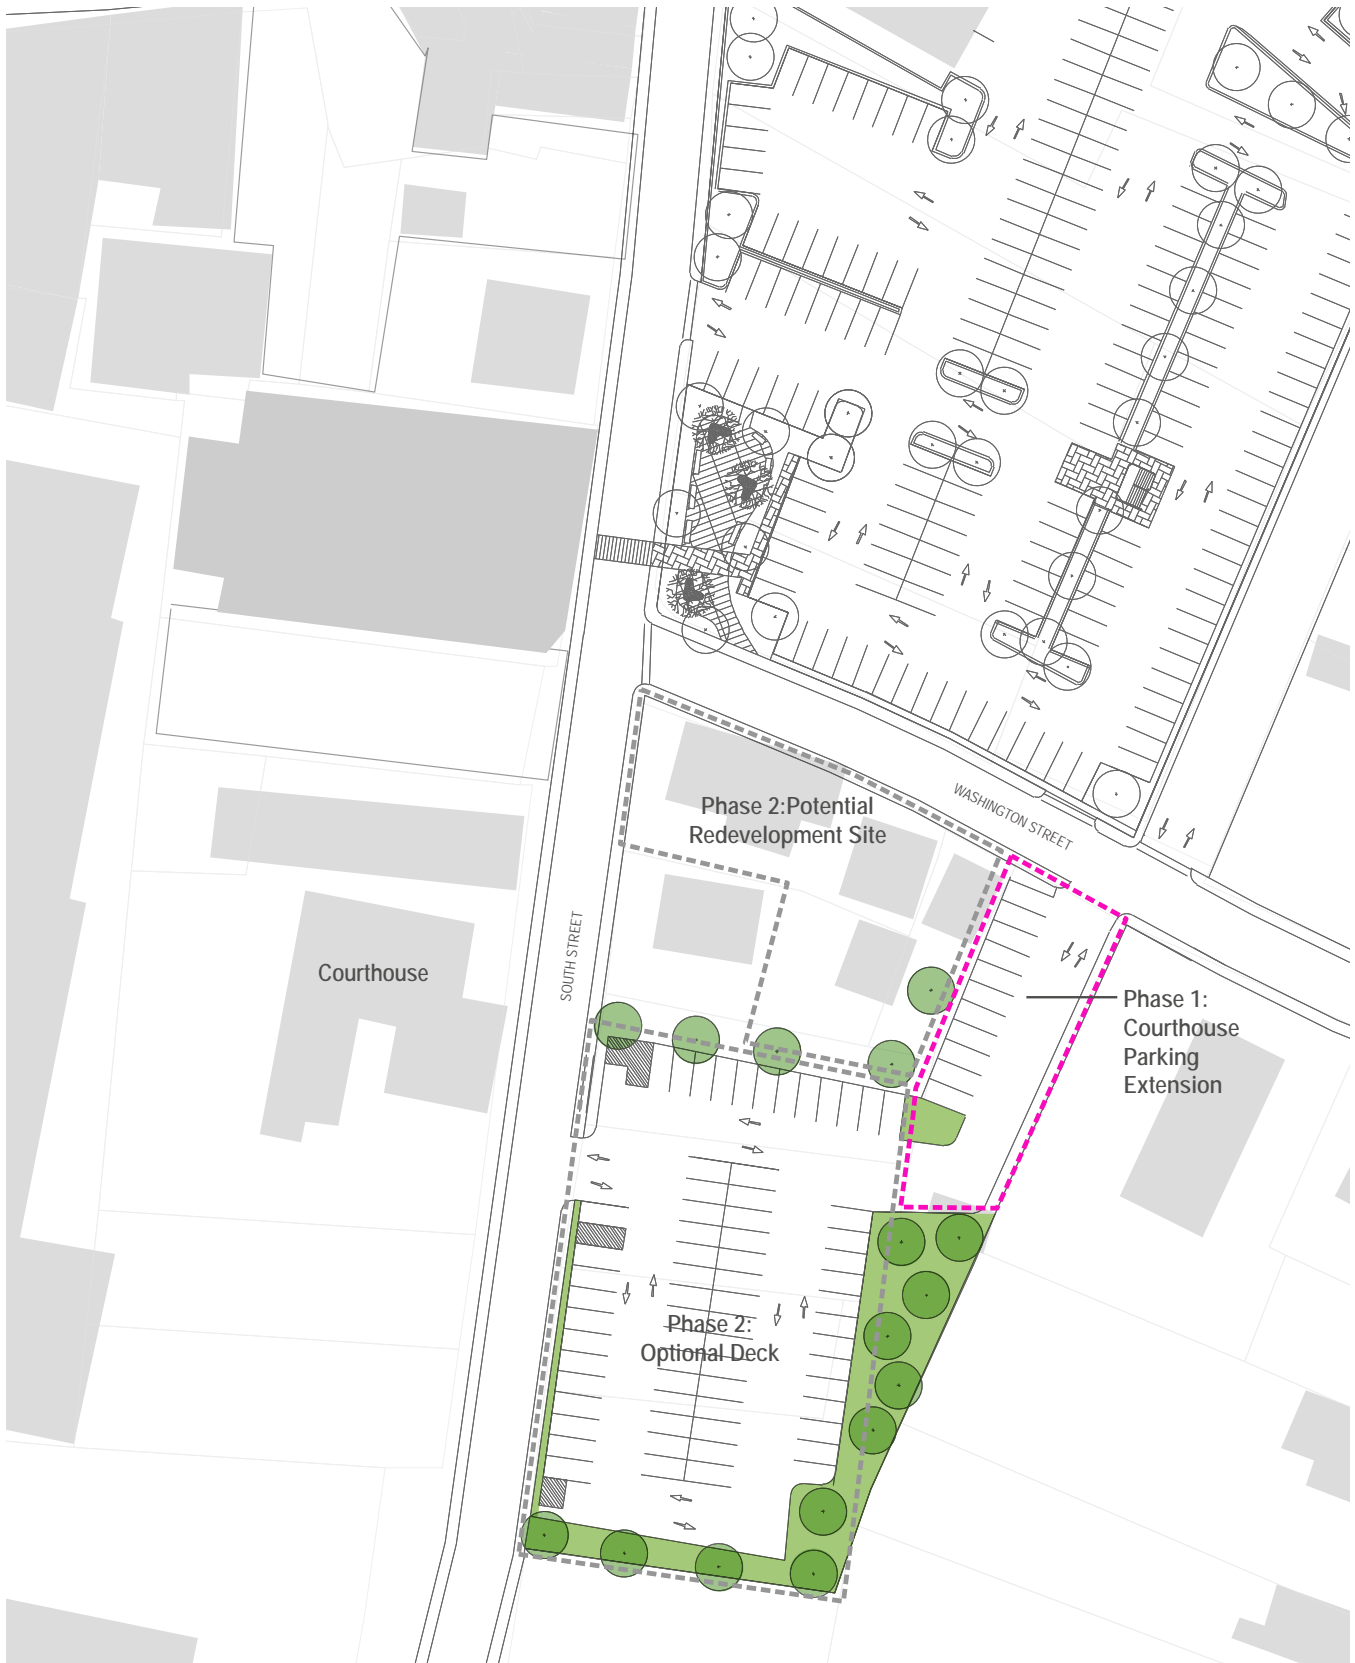 WASHINGTON STREET
Phase 2:Potential
Redevelopment Site
SOUTH STREET
Courthouse
Phase 1:
Courthouse
Parking
Extension
Phase 2:
Optional Deck